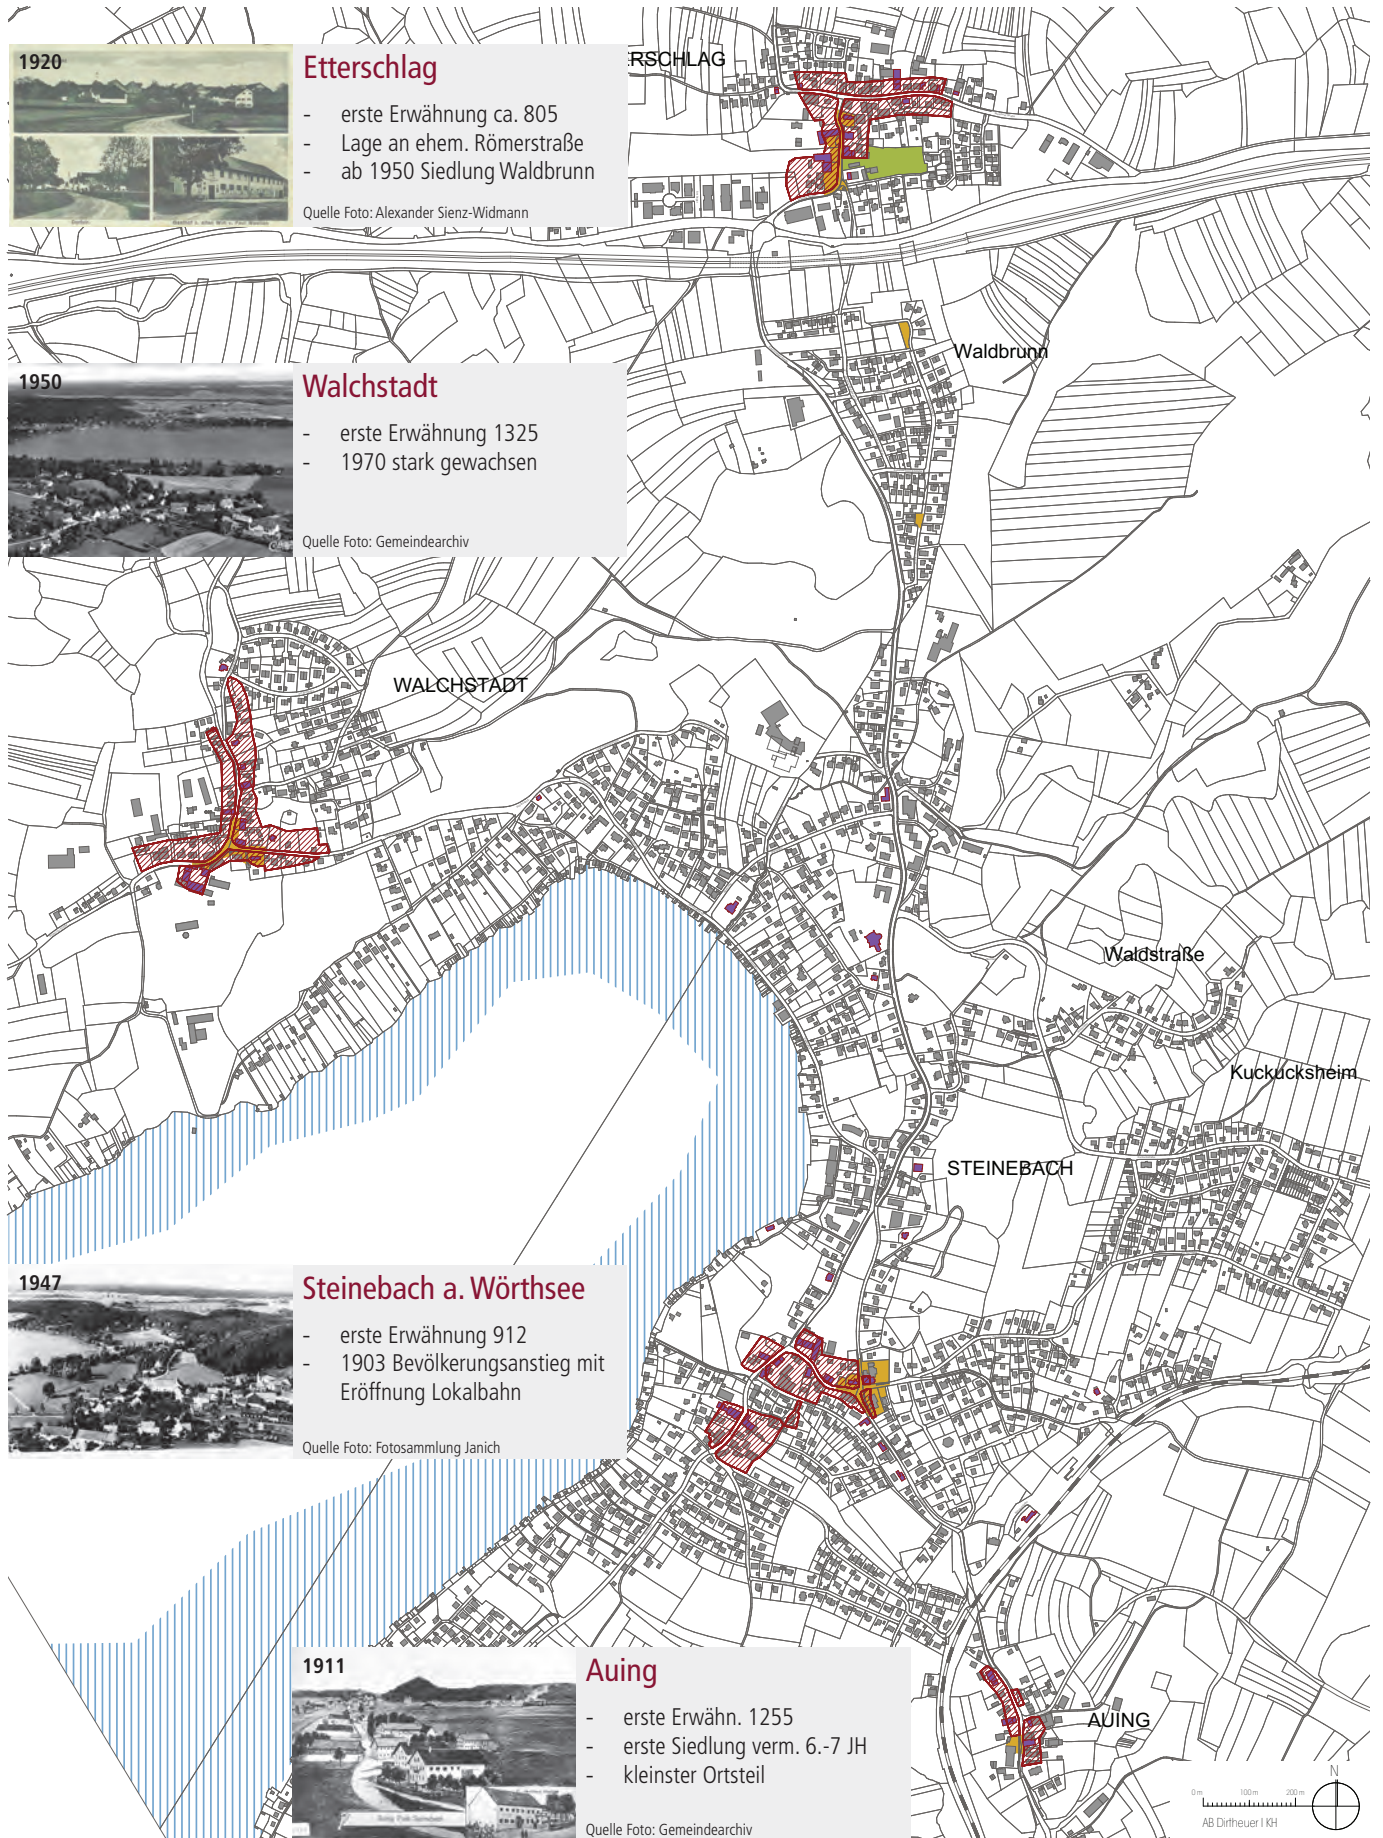 1920
Etterschlag
- erste Erwähnung ca. 805
- Lage an ehem. Römerstraße
- ab 1950 Siedlung Waldbrunn
Quelle Foto: Alexander Sienz-Widmann
RSCHLAG
Waldbrunn
1950
Walchstadt
- erste Erwähnung 1325
- 1970 stark gewachsen
Quelle Foto: Gemeindearchiv
WALCHSTADT
Waldstraße
Kuckucksheim
STEINEBACH
1947
Steinebach a. Wörthsee
- erste Erwähnung 912
- 1903 Bevölkerungsanstieg mit
Eröffnung Lokalbahn
Quelle Foto: Fotosammlung Janich
1911
Auing
- erste Erwähn. 1255
- erste Siedlung verm. 6.-7 JH
- kleinster Ortsteil
Quelle Foto: Gemeindearchiv
AUING
N
0 m 100 m 200 m
AB Dirtheuer I KH